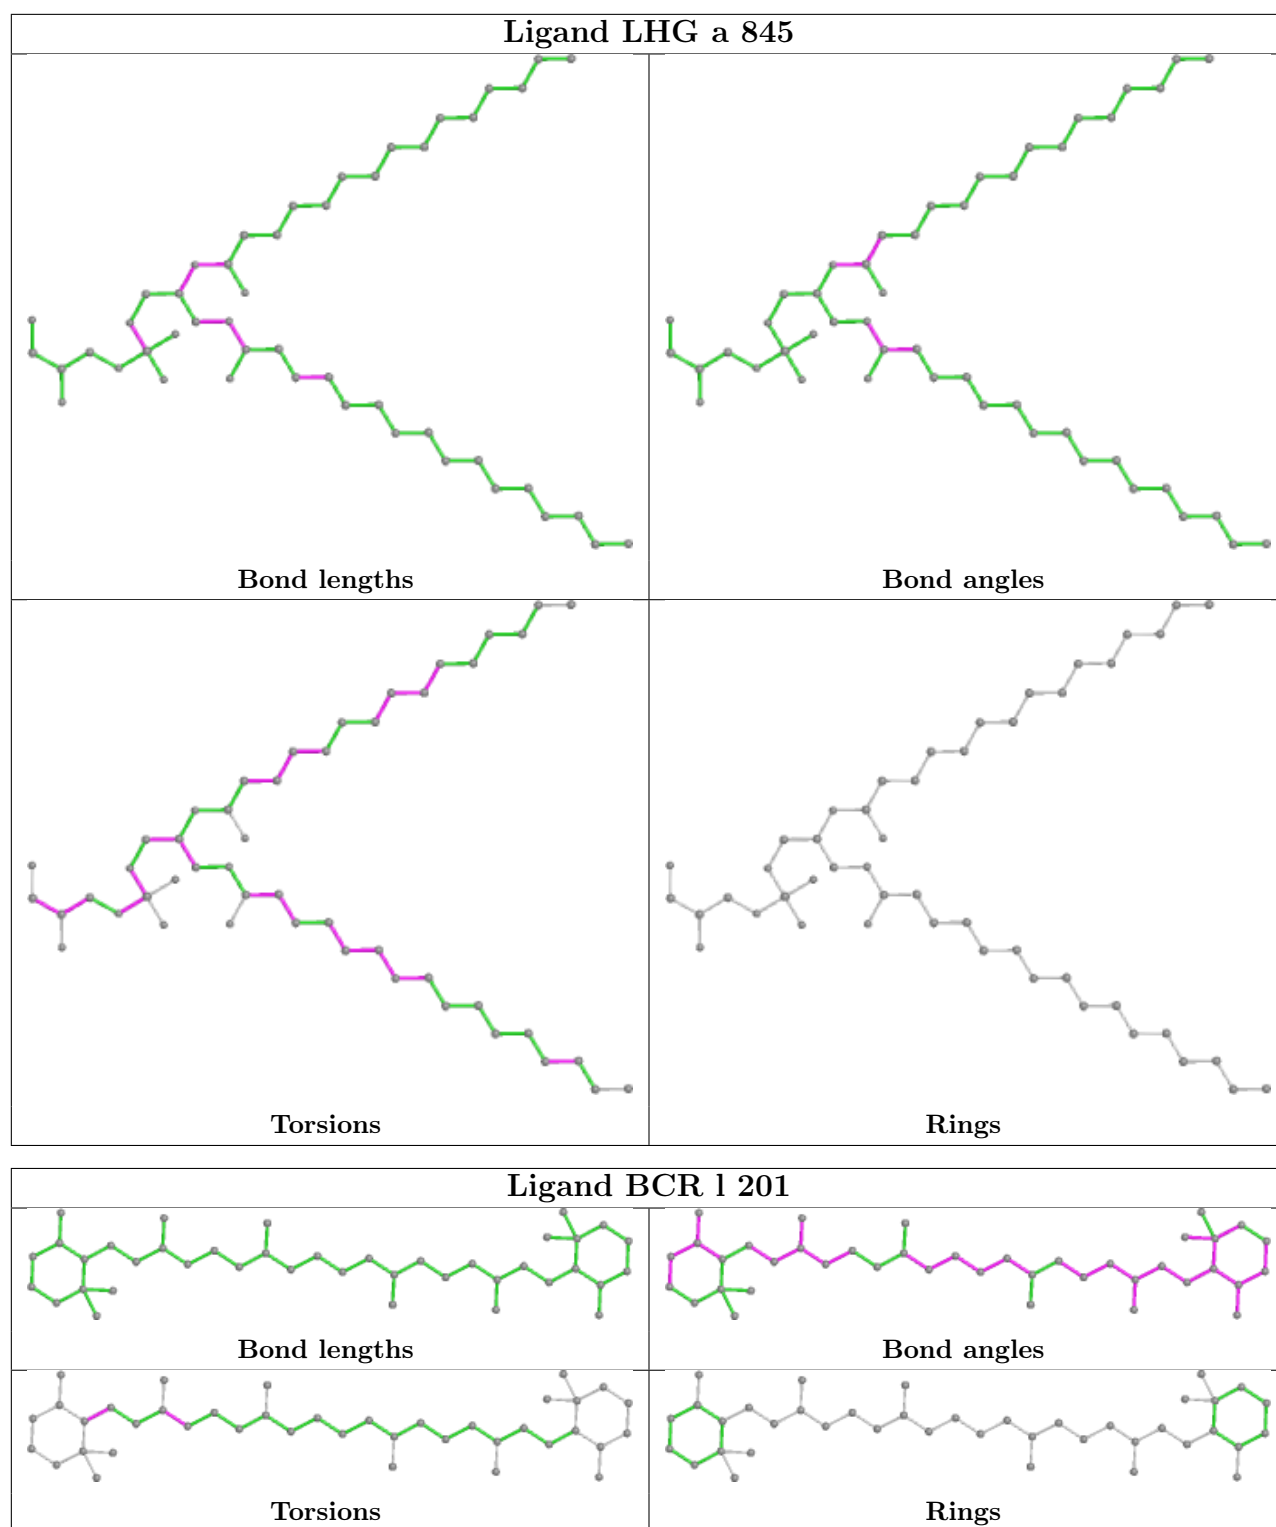 Ligand LHG a 845
Bond lengths
Bond angles
Torsions
Rings
Ligand BCR l 201
Bond lengths
Bond angles
Torsions
Rings